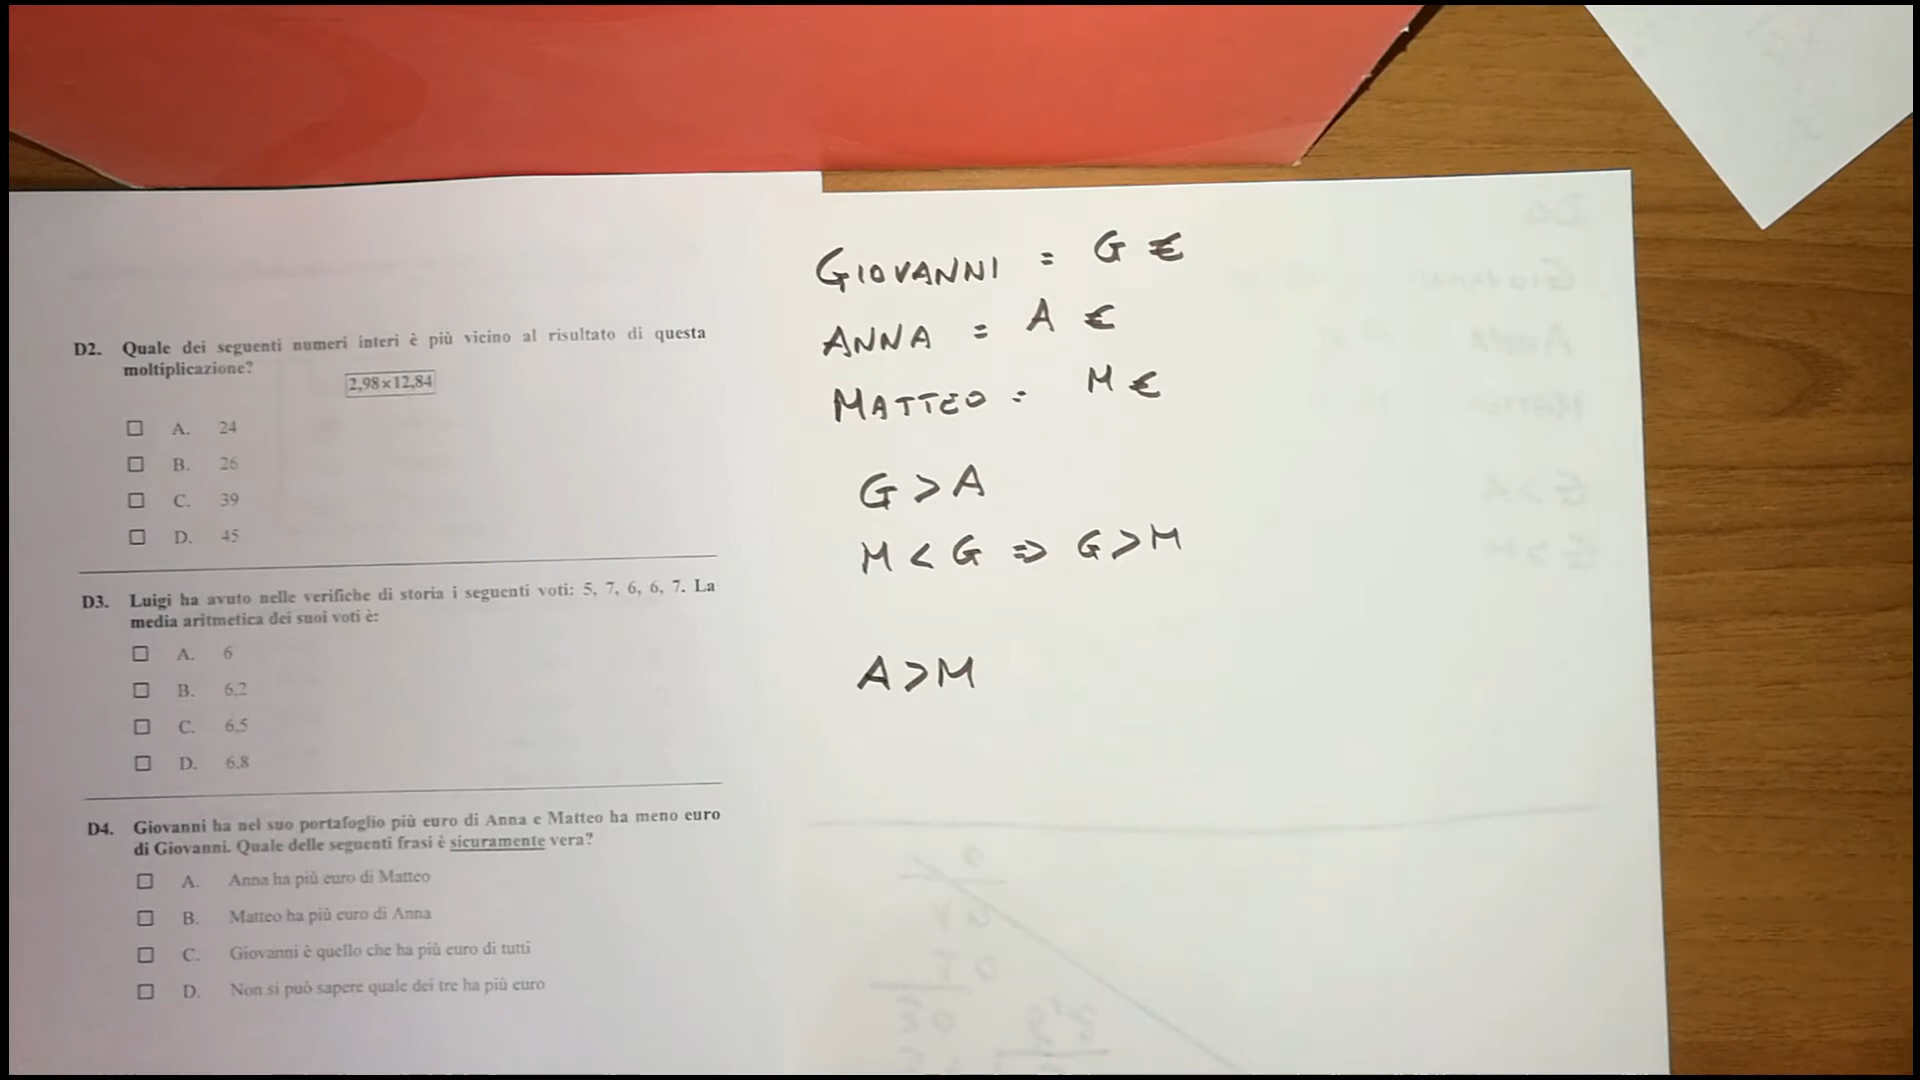 D2. Quale dei seguenti numeri interi è più vicino al risultato di questa
moltiplicazione?
2,98×12,84
A. 24
B. 26
C. 39
D. 45
D3. Luigi ha avuto nelle verifiche di storia i seguenti voti: 5, 7, 6, 6, 7. La
media aritmetica dei suoi voti è:
A. 6
B. 6,2
C. 6,5
D. 6,8
D4. Giovanni ha nel suo portafoglio più euro di Anna e Matteo ha meno euro
di Giovanni. Quale delle seguenti frasi è sicuramente vera?
A. Anna ha più euro di Matteo
B. Matteo ha più euro di Anna
C. Giovanni è quello che ha più euro di tutti
D. Non si può sapere quale dei tre ha più euro
GIOVANNI = G €
ANNA = A €
MATTEO = M €
G > A
M < G ⇒ G > M
A > M